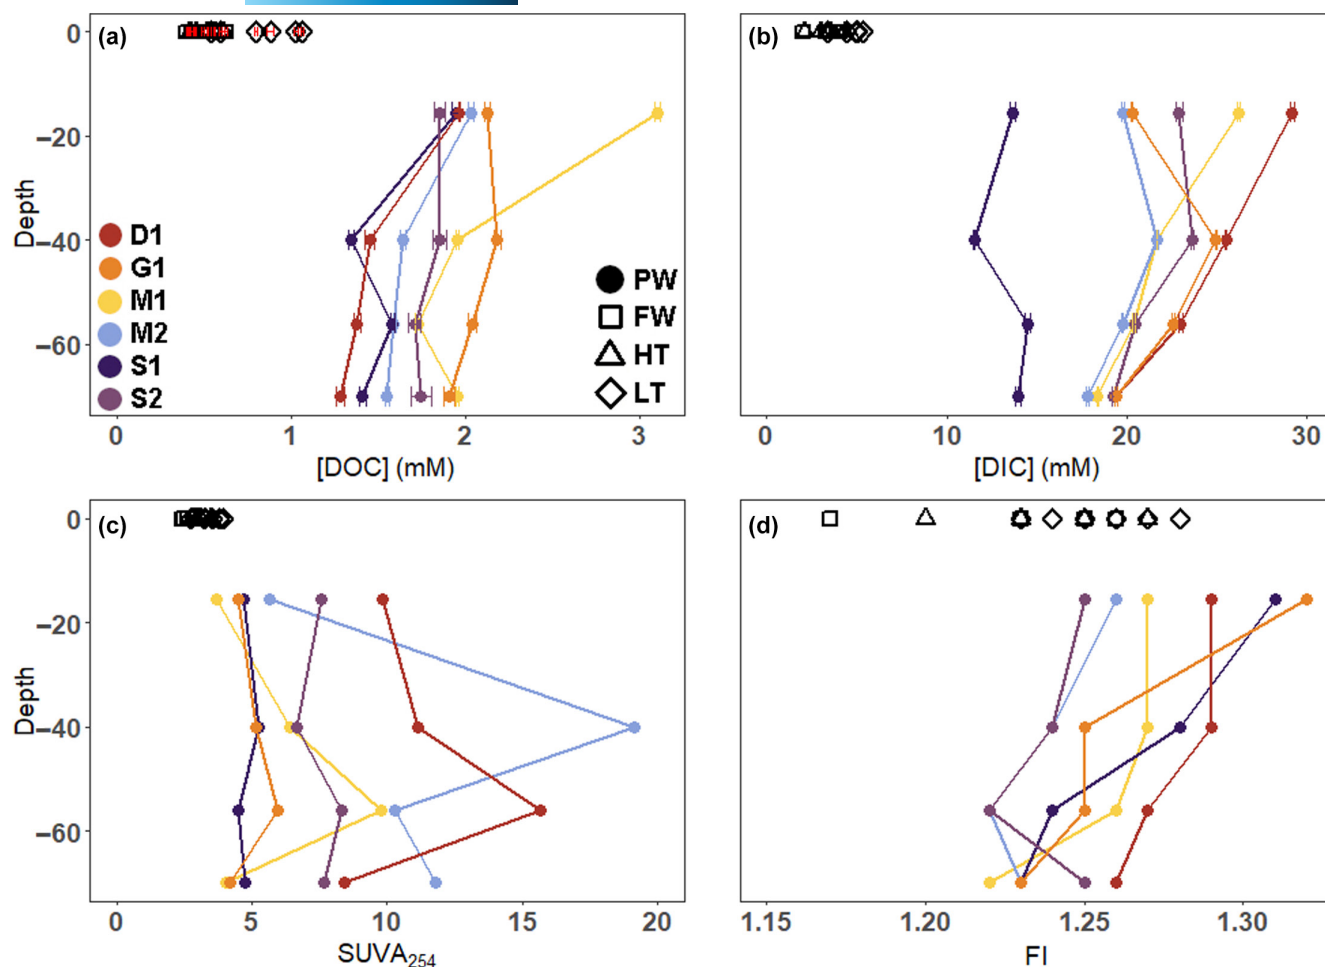 (a)
0
−20
−40
−60
Depth
D1
G1
M1
M2
S1
S2
PW
FW
HT
LT
0 1 2 3
[DOC] (mM)
(b)
0 10 20 30
[DIC] (mM)
(c)
0
−20
−40
−60
Depth
0 5 10 15 20
SUVA254
(d)
1.15 1.20 1.25 1.30
FI